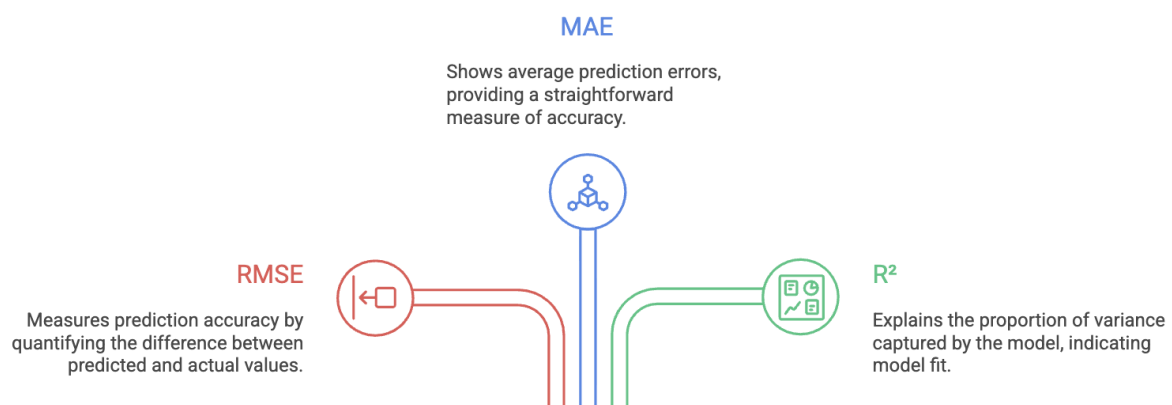 MAE
Shows average prediction errors,
providing a straightforward
measure of accuracy.
RMSE
Measures prediction accuracy by
quantifying the difference between
predicted and actual values.
R²
Explains the proportion of variance
captured by the model, indicating
model fit.